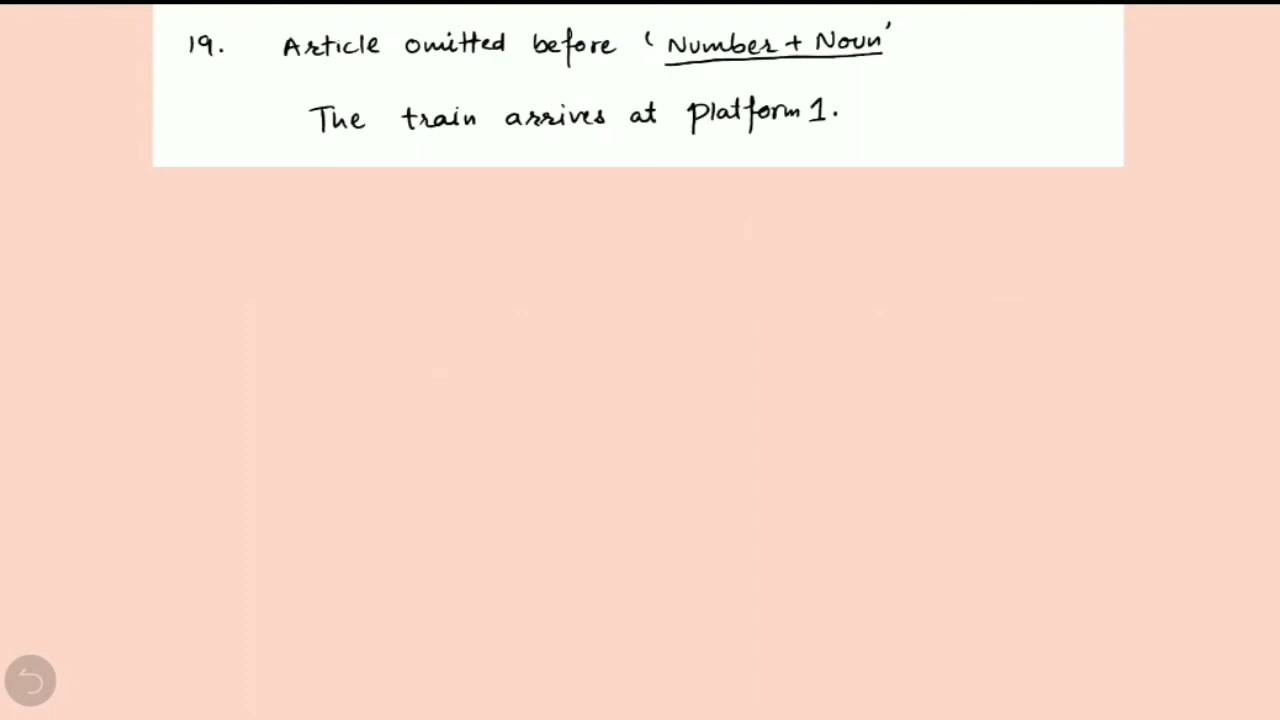 19. Article omitted before 'Number + Noun'
The train arrives at Platform 1.